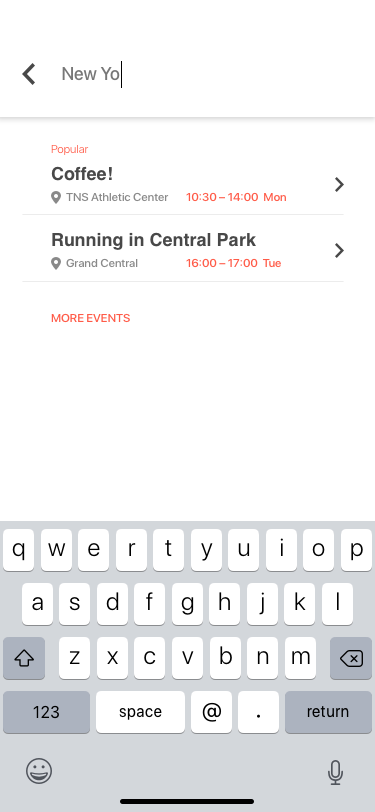 New Yo
Popular
Coffee!
TNS Athletic Center 10:30 – 14:00 Mon
Running in Central Park
Grand Central 16:00 – 17:00 Tue
MORE EVENTS
q w e r t y u i o p
a s d f g h j k l
z x c v b n m
123 space @ . return